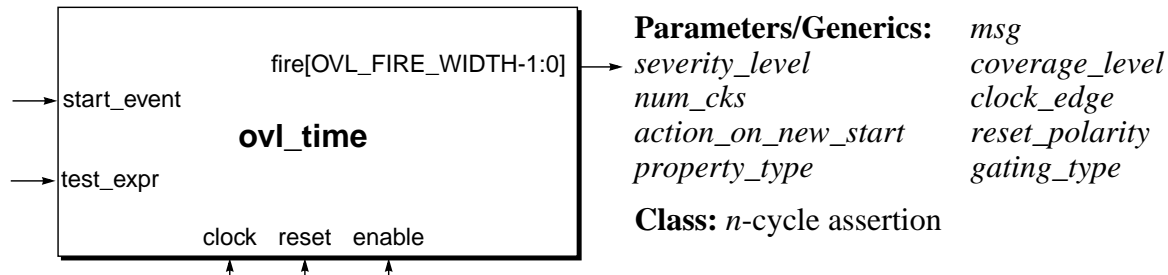 fire[OVL_FIRE_WIDTH-1:0]
start_event
ovl_time
test_expr
clock reset enable
Parameters/Generics: msg
severity_level coverage_level
num_cks clock_edge
action_on_new_start reset_polarity
property_type gating_type
Class: n-cycle assertion